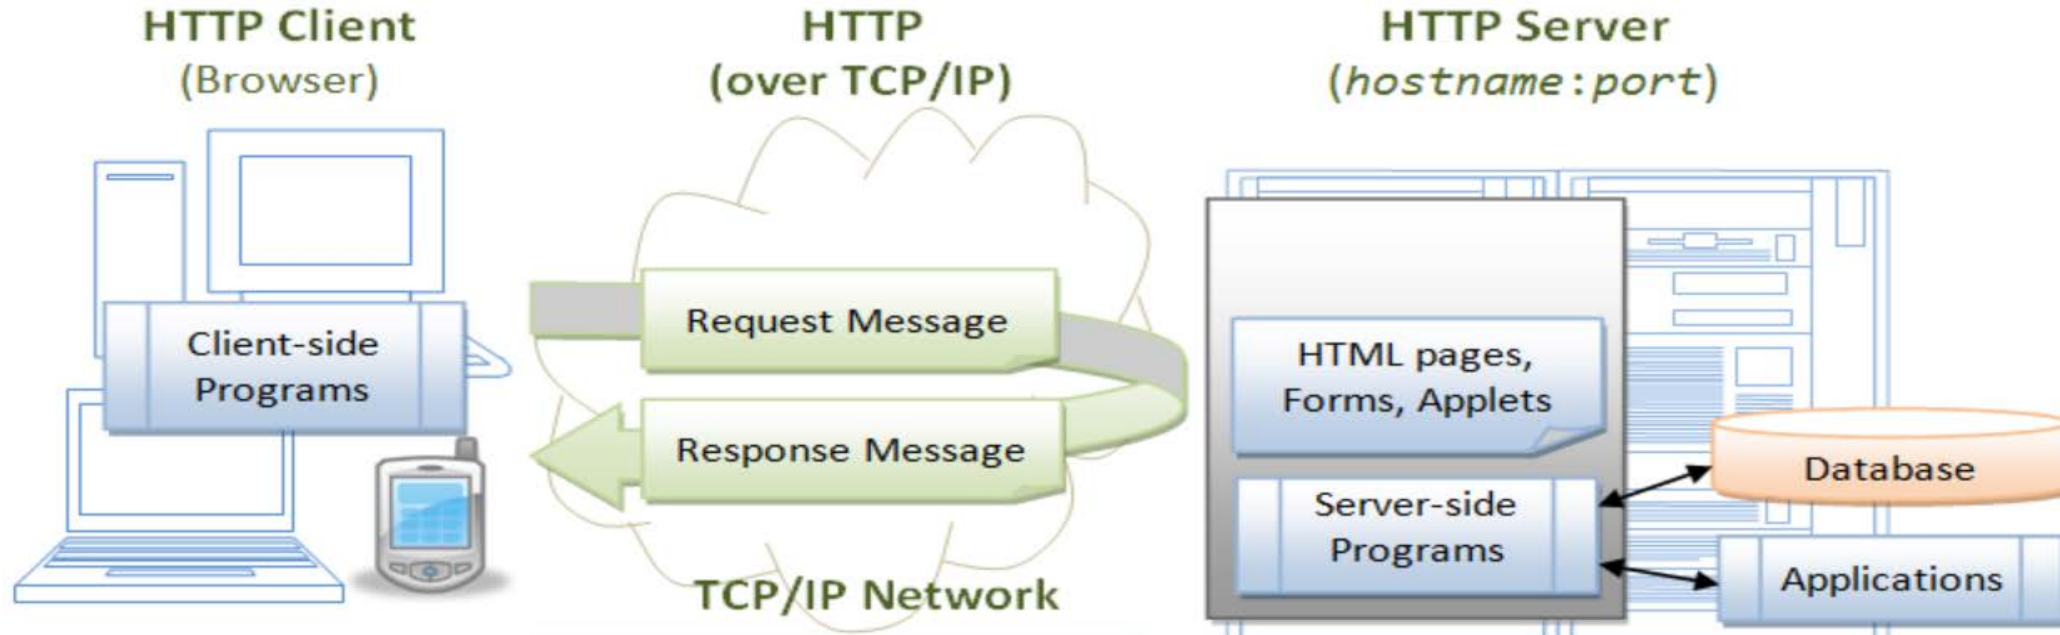 HTTP Client
(Browser)
HTTP
(over TCP/IP)
HTTP Server
(hostname:port)
Client-side
Programs
Request Message
Response Message
TCP/IP Network
HTML pages,
Forms, Applets
Server-side
Programs
Database
Applications